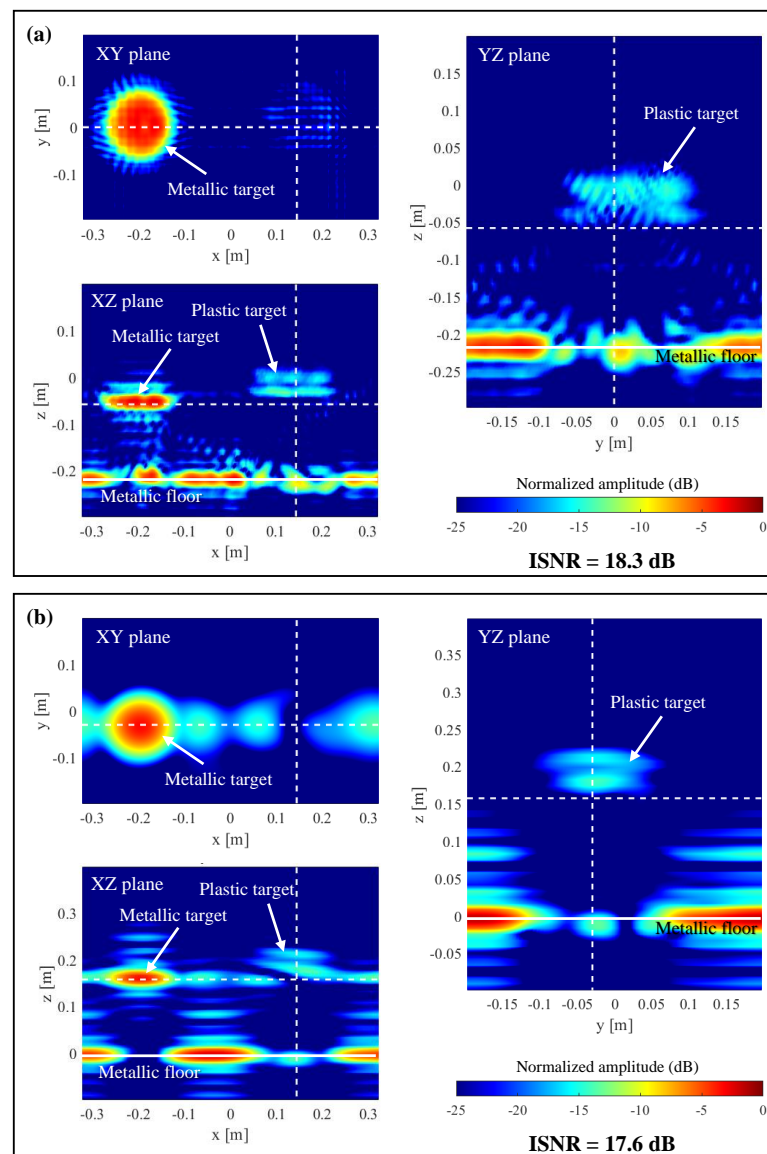 (a)
XY plane
0.1
0
-0.1
y [m]
Metallic target
-0.3 -0.2 -0.1 0 0.1 0.2 0.3
x [m]
XZ plane
Plastic target
Metallic target
0.1
0
-0.1
-0.2
z [m]
Metallic floor
-0.3 -0.2 -0.1 0 0.1 0.2 0.3
x [m]
YZ plane
Plastic target
0.15
0.1
0.05
0
-0.05
-0.1
-0.15
-0.2
-0.25
z [m]
Metallic floor
-0.15 -0.1 -0.05 0 0.05 0.1 0.15
y [m]
Normalized amplitude (dB)
-25 -20 -15 -10 -5 0
ISNR = 18.3 dB
(b)
XY plane
0.1
0
-0.1
y [m]
Metallic target
-0.3 -0.2 -0.1 0 0.1 0.2 0.3
x [m]
XZ plane
Plastic target
Metallic target
0.3
0.2
0.1
0
z [m]
Metallic floor
-0.3 -0.2 -0.1 0 0.1 0.2 0.3
x [m]
YZ plane
Plastic target
0.35
0.3
0.25
0.2
0.15
0.1
0.05
0
-0.05
z [m]
Metallic floor
-0.15 -0.1 -0.05 0 0.05 0.1 0.15
y [m]
Normalized amplitude (dB)
-25 -20 -15 -10 -5 0
ISNR = 17.6 dB